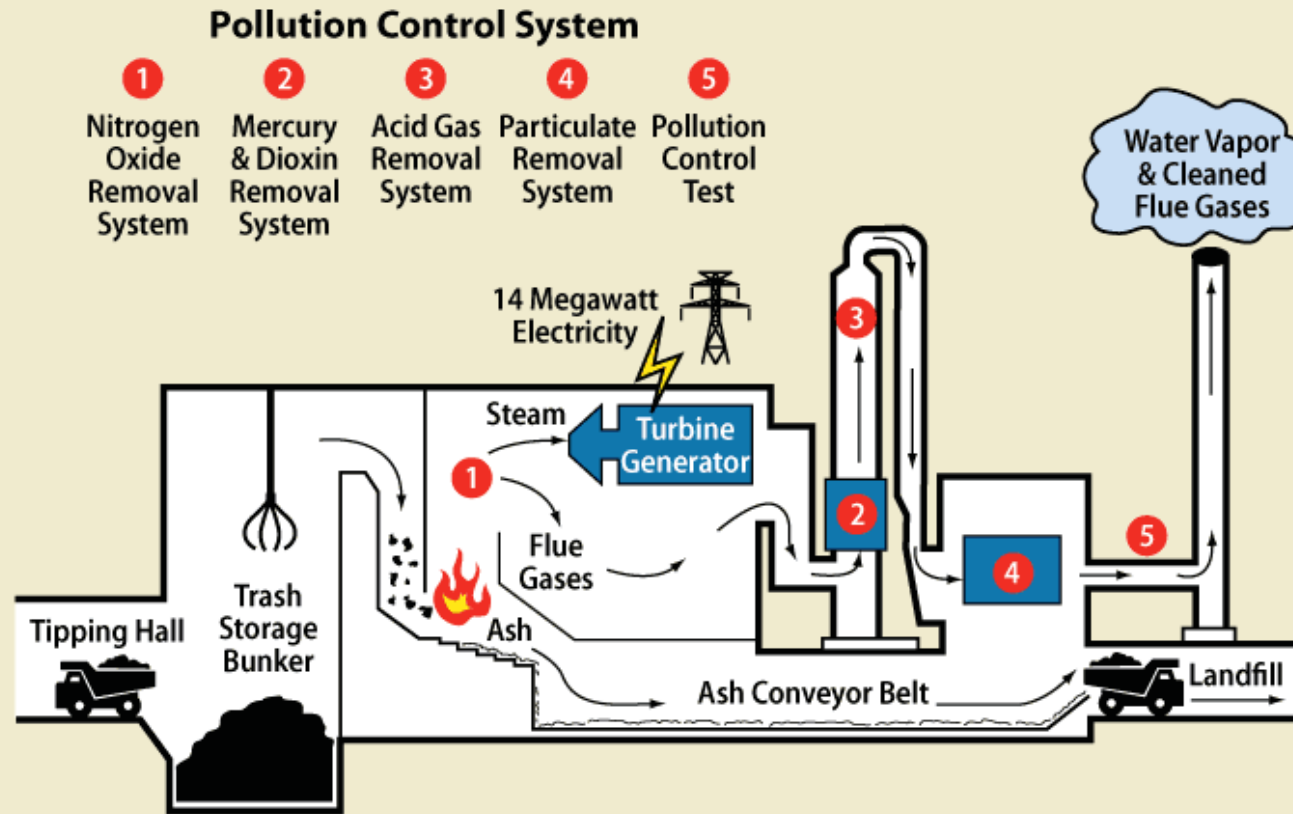 Pollution Control System
1
2
3
4
5
Nitrogen
Oxide
Removal
System
Mercury
& Dioxin
Removal
System
Acid Gas
Removal
System
Particulate
Removal
System
Pollution
Control
Test
Water Vapor
& Cleaned
Flue Gases
14 Megawatt
Electricity
3
Steam
Turbine
Generator
1
2
Flue
Gases
5
4
Trash
Storage
Bunker
Tipping Hall
Ash
Ash Conveyor Belt
Landfill